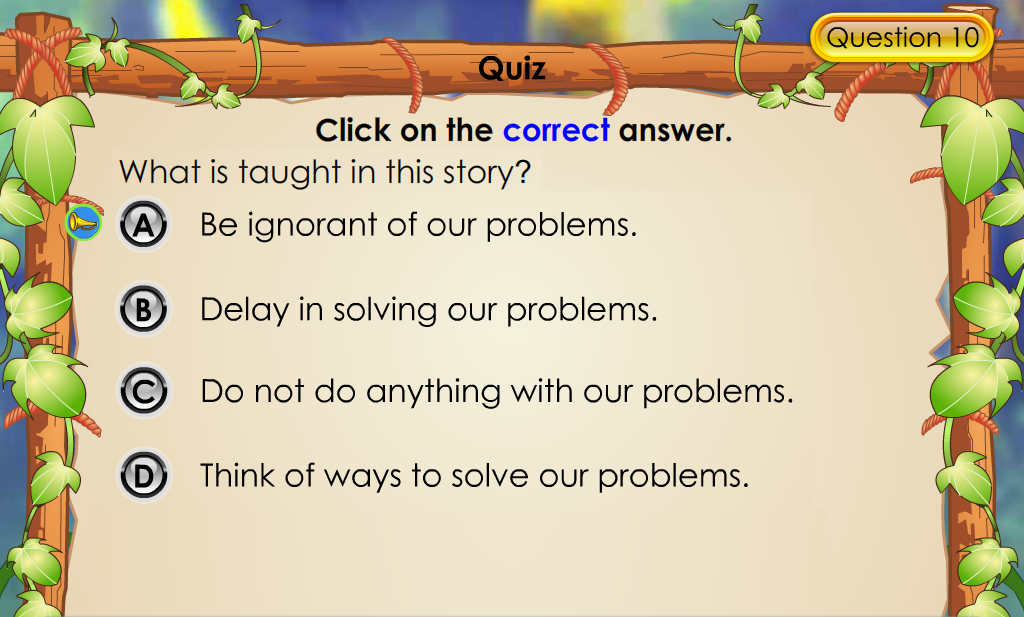 Question 10
Quiz
Click on the correct answer.
What is taught in this story?
A Be ignorant of our problems.
B Delay in solving our problems.
C Do not do anything with our problems.
D Think of ways to solve our problems.